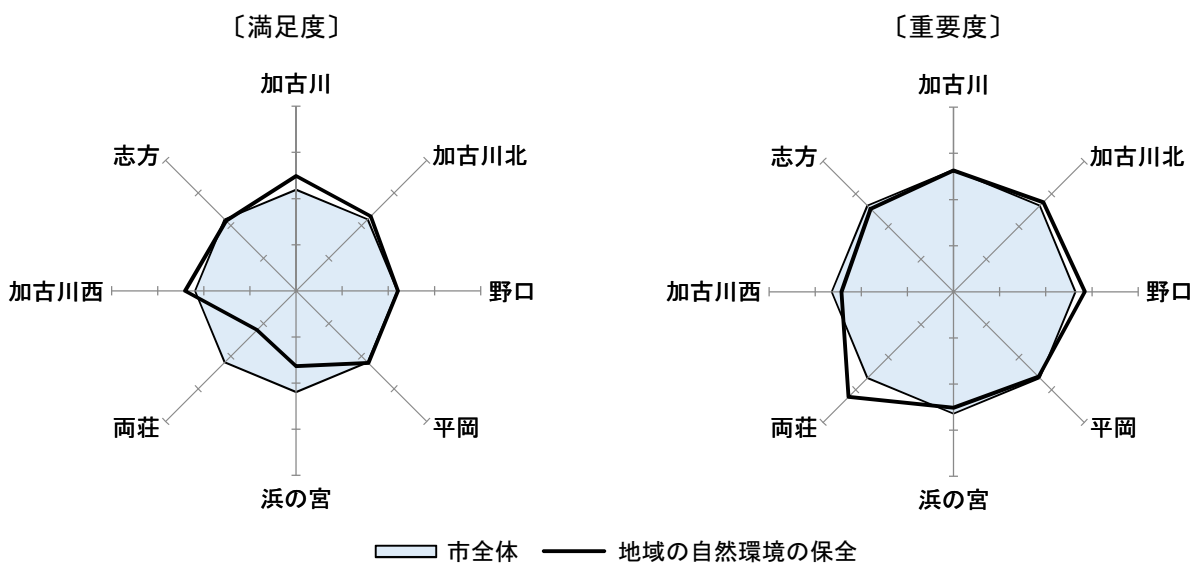 〔満足度〕
加古川
加古川北
野口
平岡
浜の宮
両荘
加古川西
志方
〔重要度〕
加古川
加古川北
野口
平岡
浜の宮
両荘
加古川西
志方
市全体
地域の自然環境の保全